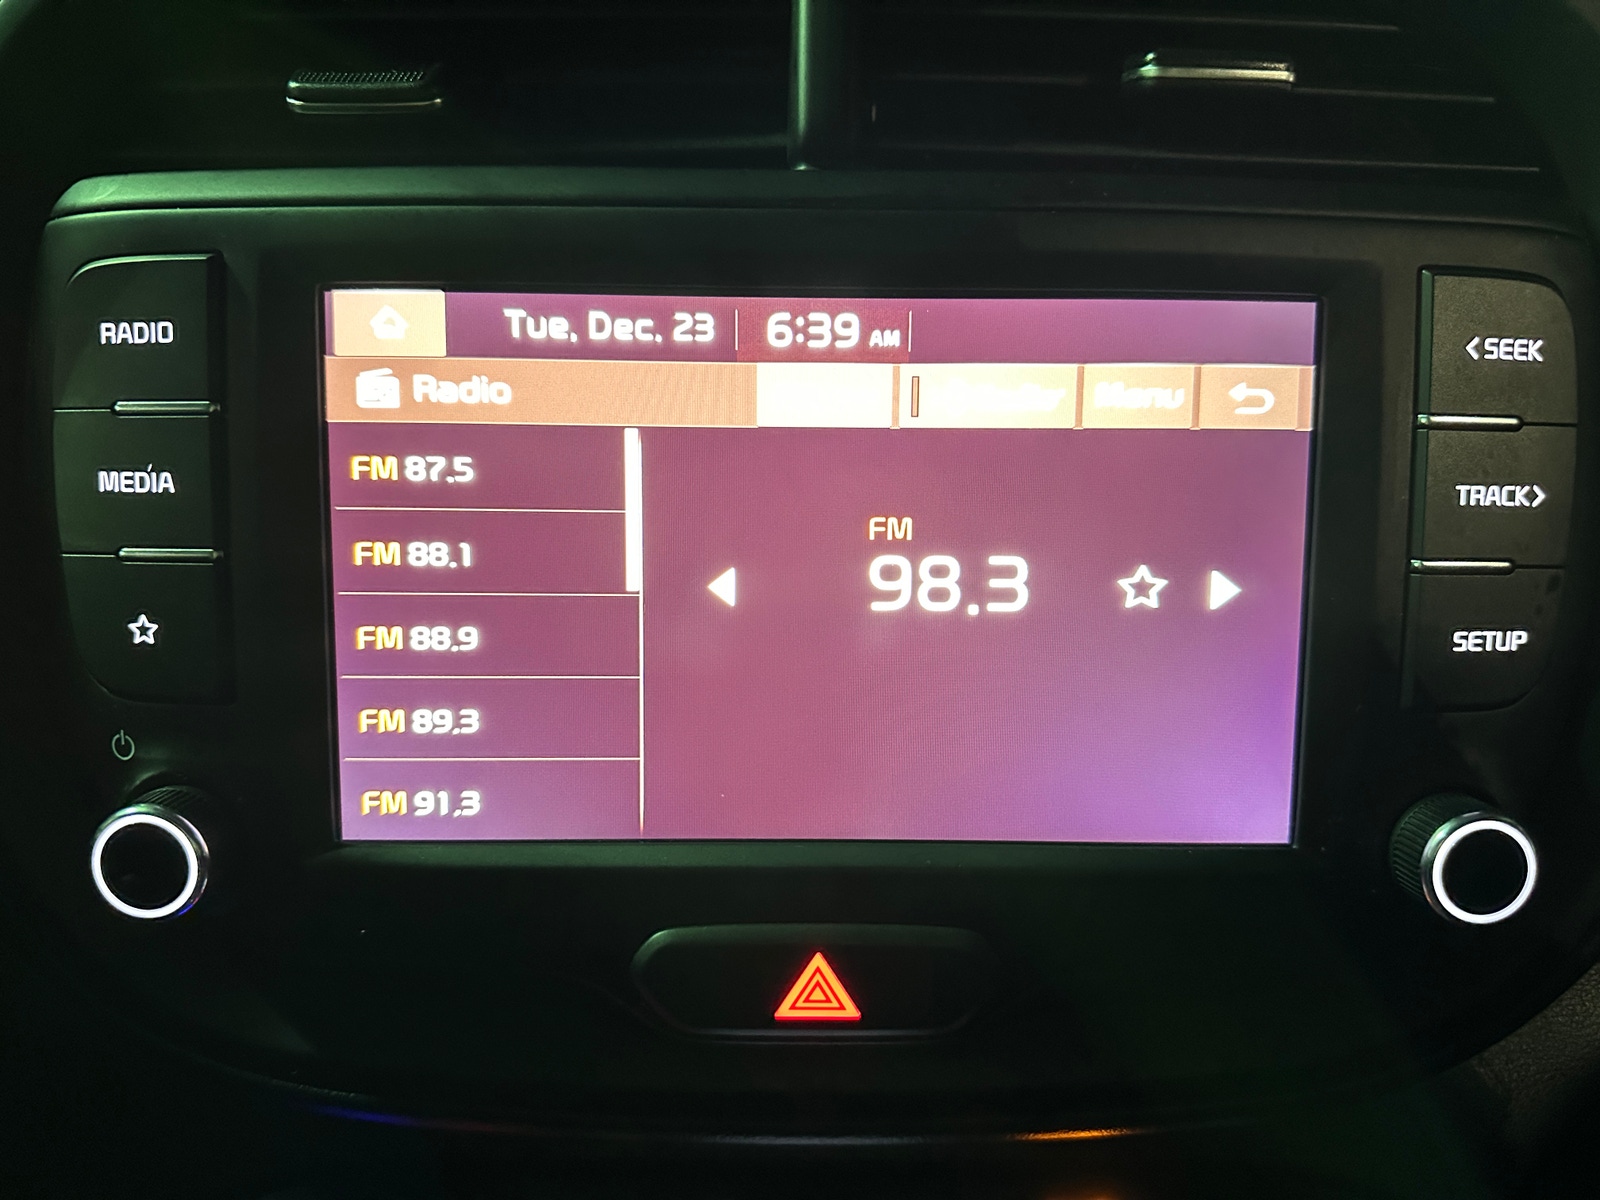 Tue, Dec. 23 6:39 AM
Radio Menu
FM 87.5
FM 88.1
FM 88.9
FM 89.3
FM 91.3
FM
98.3
RADIO
MEDIA
< SEEK
TRACK >
SETUP